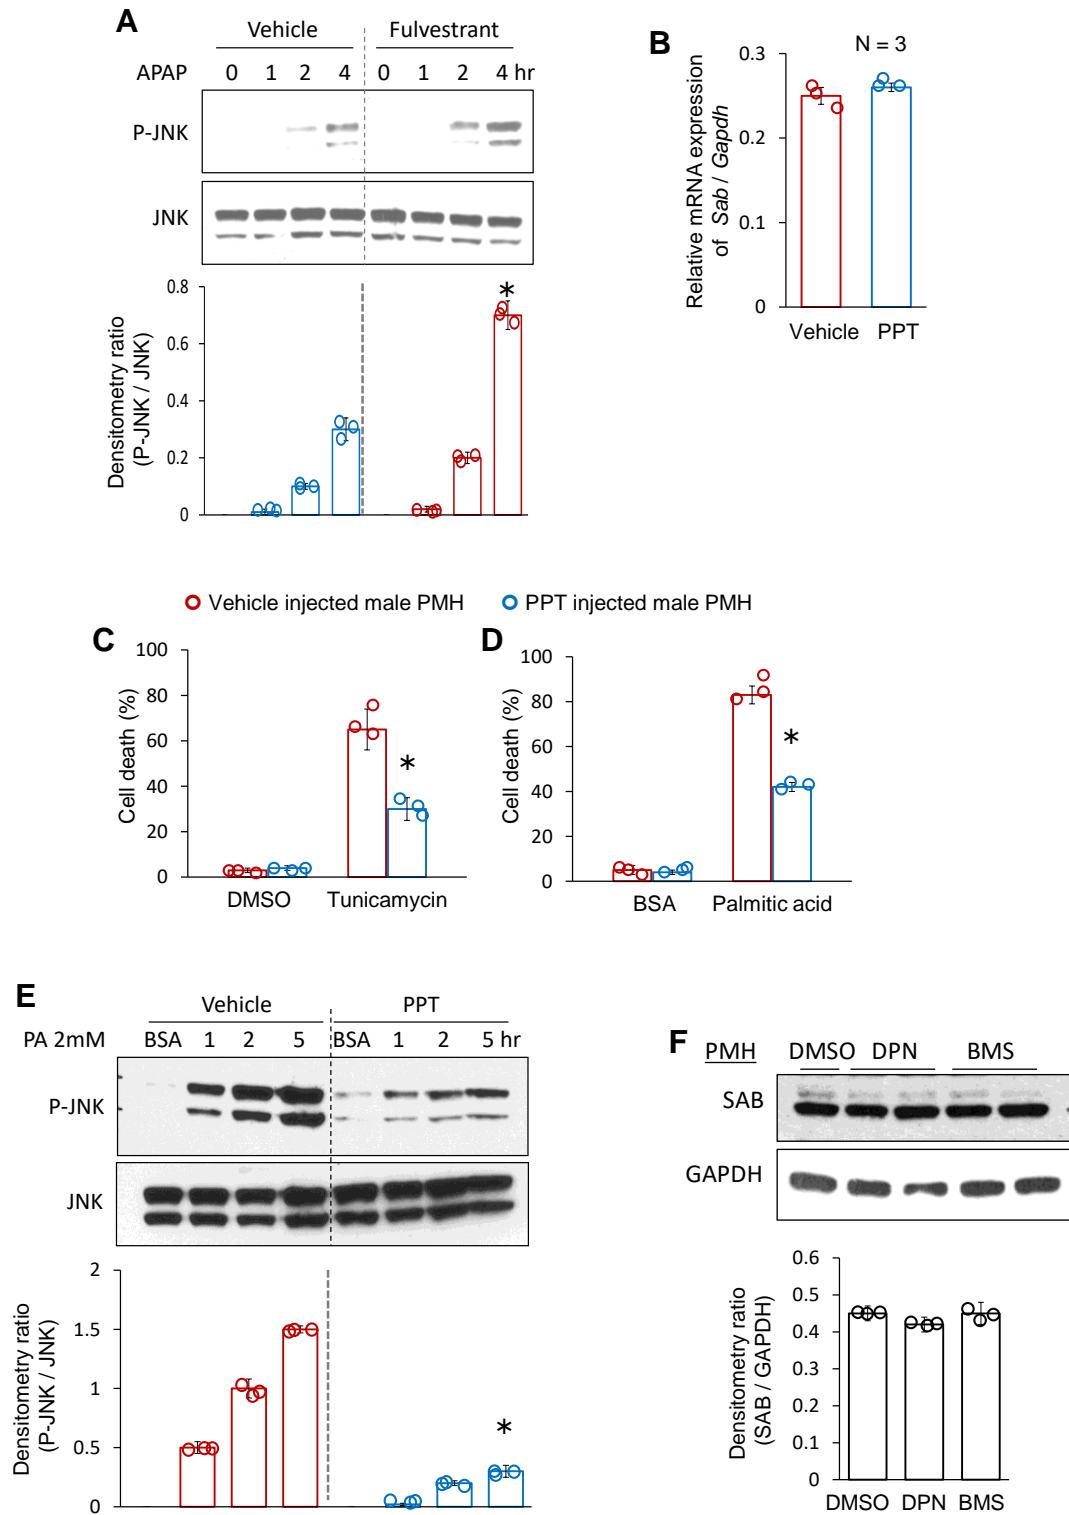 A
Vehicle Fulvestrant
APAP 0 1 2 4 0 1 2 4 hr
P-JNK
JNK
Densitometry ratio
(P-JNK / JNK)
0.8
0.6
0.4
0.2
0
*
B
N = 3
Relative mRNA expression
of Sab / Gapdh
0.3
0.2
0.1
0
Vehicle PPT
Vehicle injected male PMH PPT injected male PMH
C
Cell death (%)
100
80
60
40
20
0
*
DMSO Tunicamycin
D
Cell death (%)
100
80
60
40
20
0
*
BSA Palmitic acid
E
Vehicle PPT
PA 2mM BSA 1 2 5 BSA 1 2 5 hr
P-JNK
JNK
Densitometry ratio
(P-JNK / JNK)
2
1.5
1
0.5
0
*
F
PMH DMSO DPN BMS
SAB
GAPDH
Densitometry ratio
(SAB / GAPDH)
0.6
0.5
0.4
0.3
0.2
0.1
0
DMSO DPN BMS